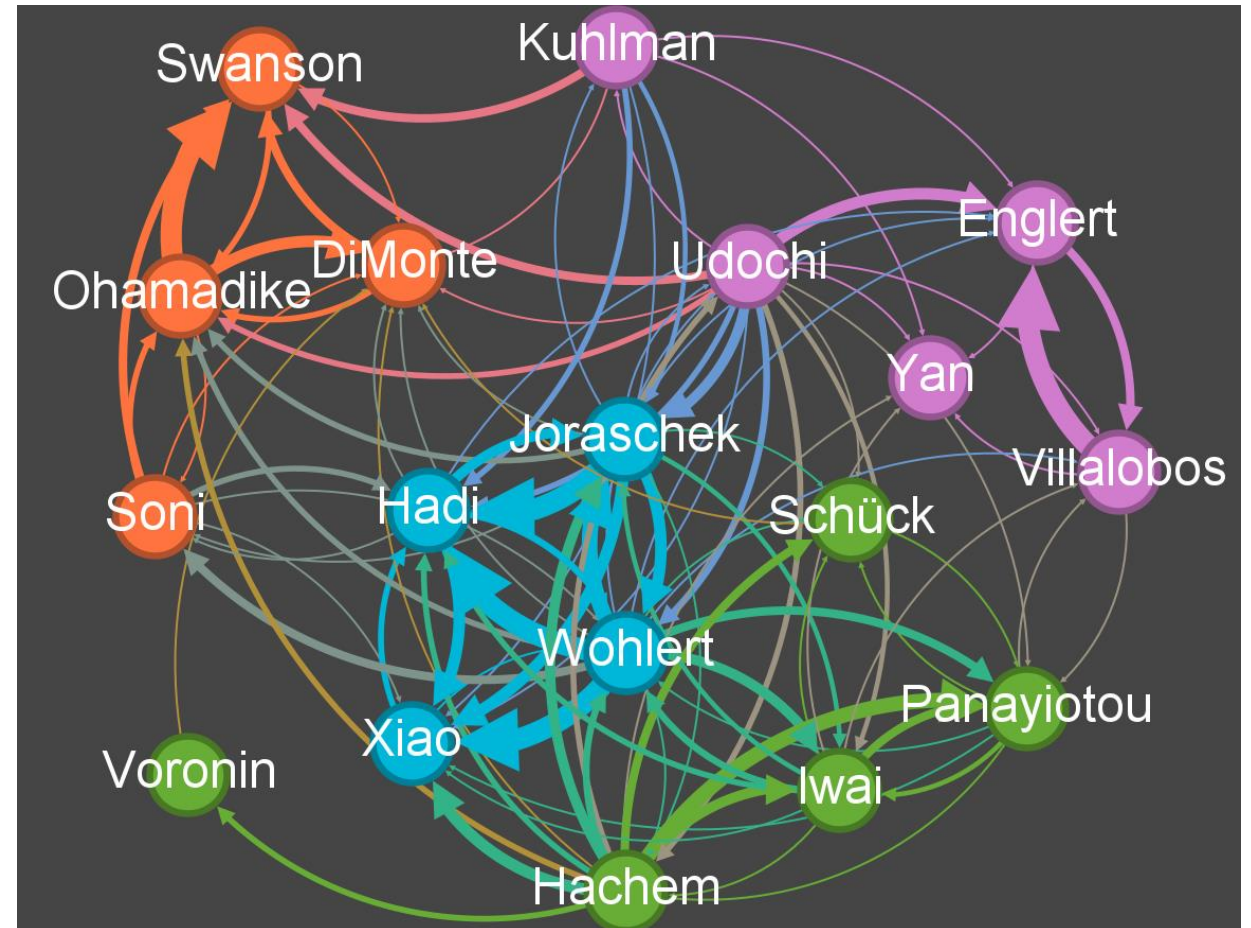 Kuhlman
Swanson
Englert
Udochi
DiMonte
Ohamadike
Yan
Joraschek
Villalobos
Hadi
Soni
Schück
Wohlert
Panayiotou
Xiao
Voronin
Iwai
Hachem